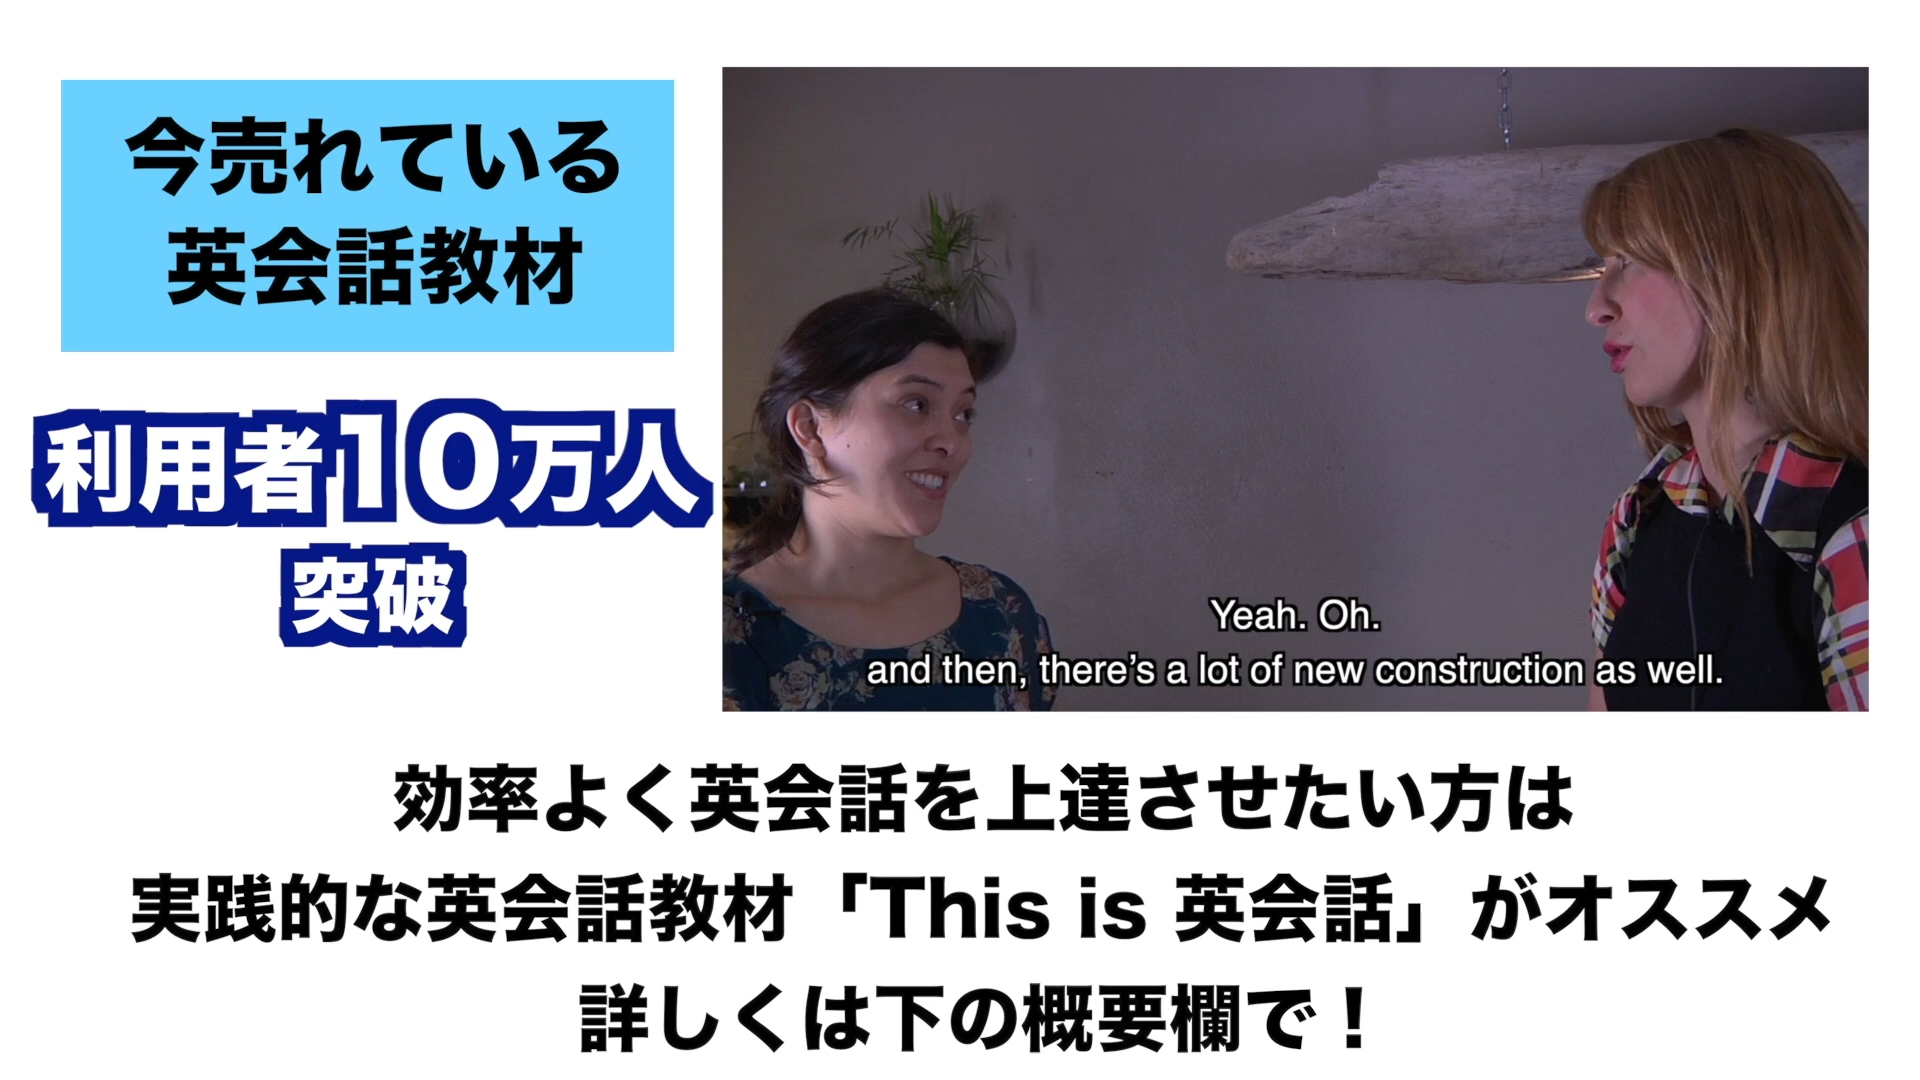 今売れている
英会話教材
利用者10万人
突破
Yeah. Oh.
and then, there’s a lot of new construction as well.
効率よく英会話を上達させたい方は
実践的な英会話教材「This is 英会話」がオススメ
詳しくは下の概要欄で！